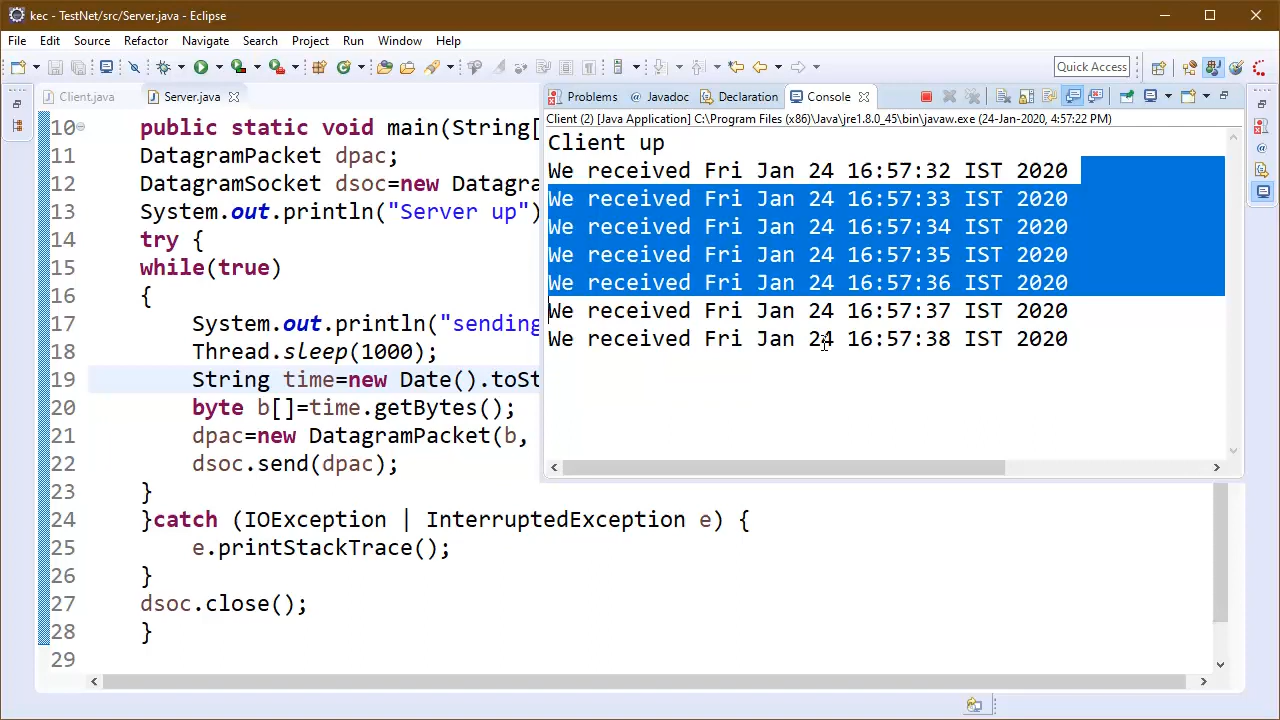 kec - TestNet/src/Server.java - Eclipse
File Edit Source Refactor Navigate Search Project Run Window Help
Quick Access
Client.java Server.java
Problems @ Javadoc Declaration Console
Client (2) [Java Application] C:\Program Files (x86)\Java\jre1.8.0_45\bin\javaw.exe (24-Jan-2020, 4:57:22 PM)
Client up
We received Fri Jan 24 16:57:32 IST 2020
We received Fri Jan 24 16:57:33 IST 2020
We received Fri Jan 24 16:57:34 IST 2020
We received Fri Jan 24 16:57:35 IST 2020
We received Fri Jan 24 16:57:36 IST 2020
We received Fri Jan 24 16:57:37 IST 2020
We received Fri Jan 24 16:57:38 IST 2020
10 public static void main(String[
11 DatagramPacket dpac;
12 DatagramSocket dsoc=new Datagram
13 System.out.println("Server up")
14 try {
15 while(true)
16 {
17 System.out.println("sending
18 Thread.sleep(1000);
19 String time=new Date().toSt
20 byte b[]=time.getBytes();
21 dpac=new DatagramPacket(b,
22 dsoc.send(dpac);
23 }
24 }catch (IOException | InterruptedException e) {
25 e.printStackTrace();
26 }
27 dsoc.close();
28 }
29